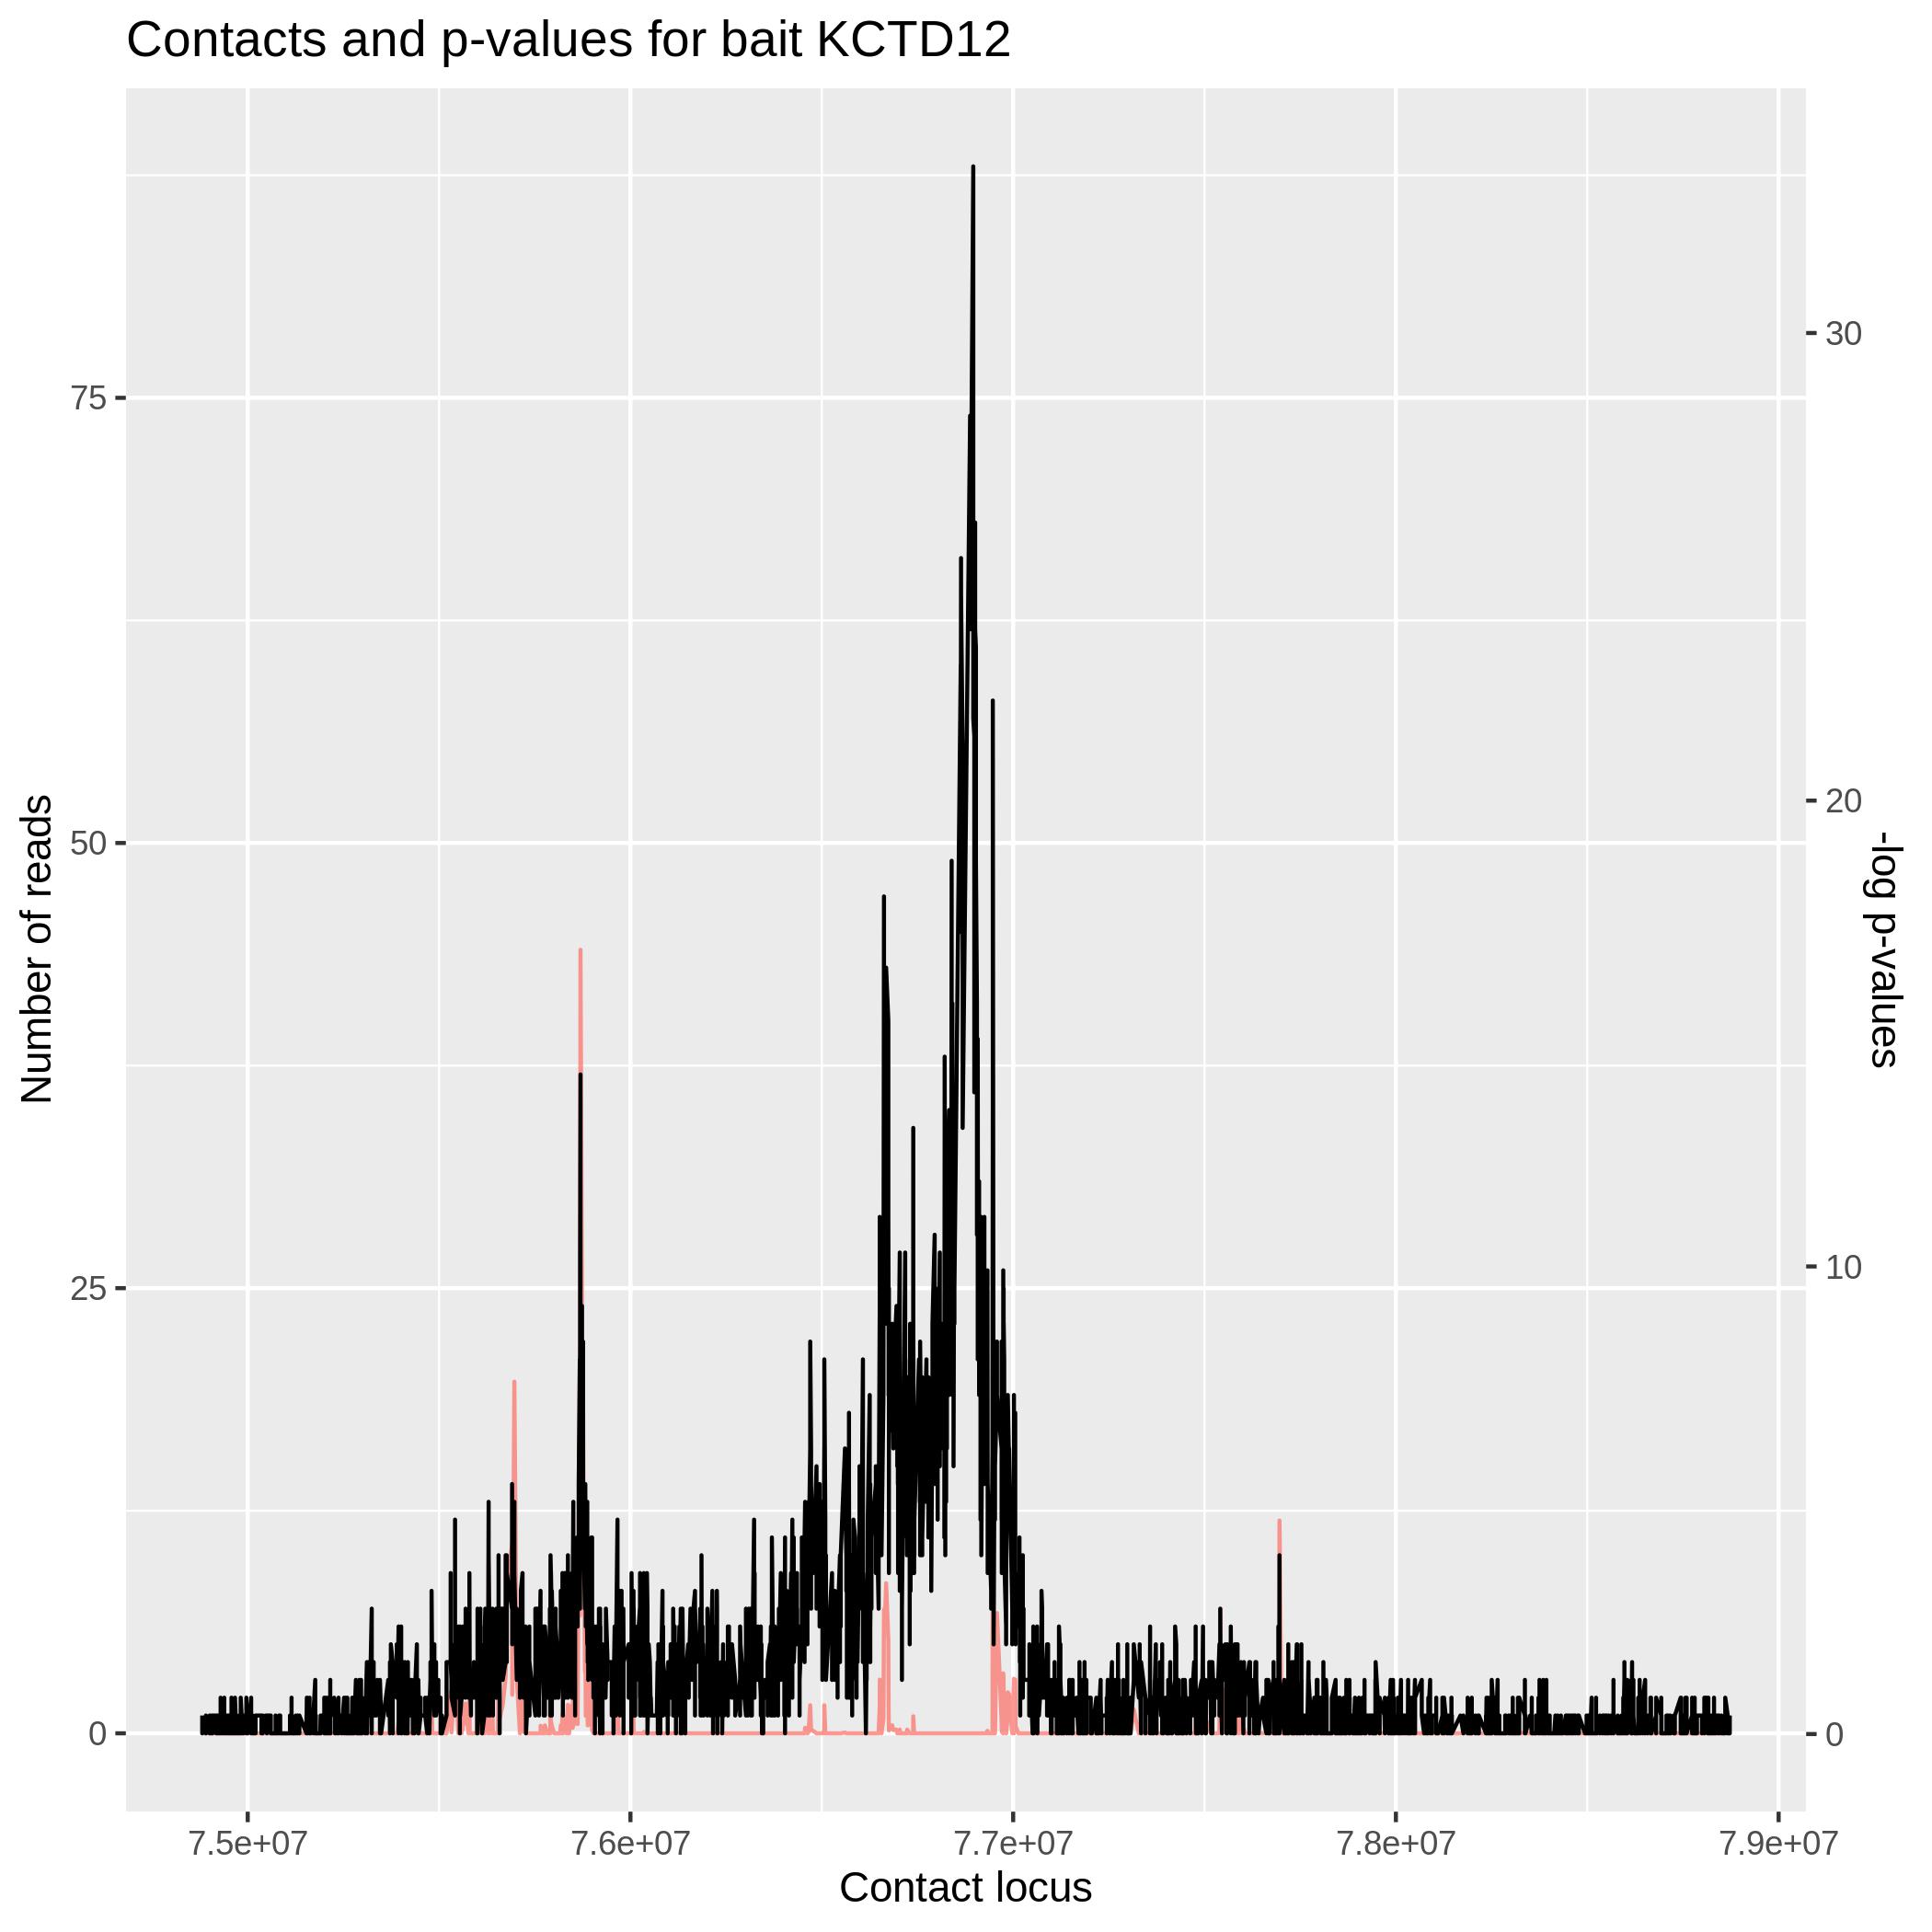 Contacts and p-values for bait KCTD12
Number of reads
75
50
25
0
30
20
10
0
-log p-values
7.5e+07 7.6e+07 7.7e+07 7.8e+07 7.9e+07
Contact locus